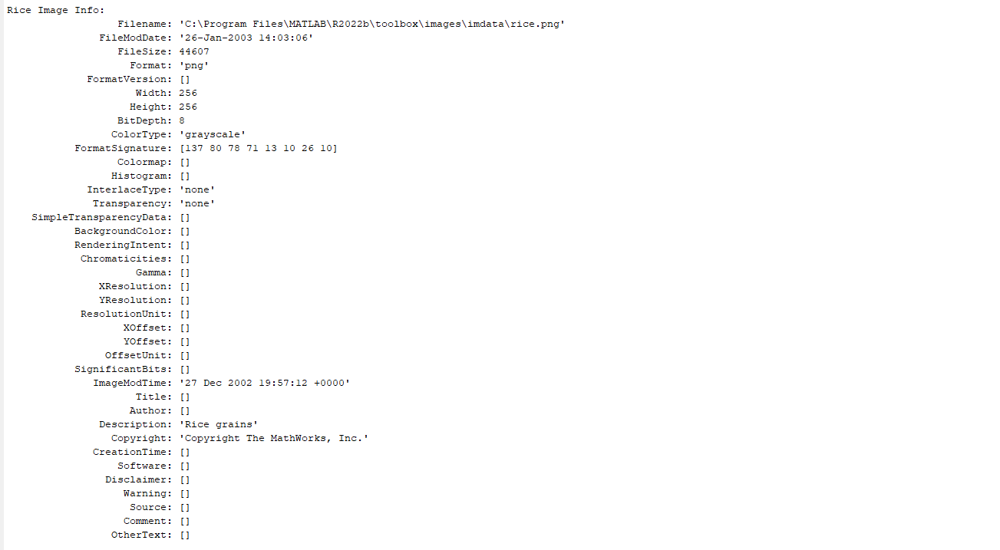 Rice Image Info:
Filename: 'C:\Program Files\MATLAB\R2022b\toolbox\images\imdata\rice.png'
FileModDate: '26-Jan-2003 14:03:06'
FileSize: 44607
Format: 'png'
FormatVersion: []
Width: 256
Height: 256
BitDepth: 8
ColorType: 'grayscale'
FormatSignature: [137 80 78 71 13 10 26 10]
Colormap: []
Histogram: []
InterlaceType: 'none'
Transparency: 'none'
SimpleTransparencyData: []
BackgroundColor: []
RenderingIntent: []
Chromaticities: []
Gamma: []
XResolution: []
YResolution: []
ResolutionUnit: []
XOffset: []
YOffset: []
OffsetUnit: []
SignificantBits: []
ImageModTime: '27 Dec 2002 19:57:12 +0000'
Title: []
Author: []
Description: 'Rice grains'
Copyright: 'Copyright The MathWorks, Inc.'
CreationTime: []
Software: []
Disclaimer: []
Warning: []
Source: []
Comment: []
OtherText: []